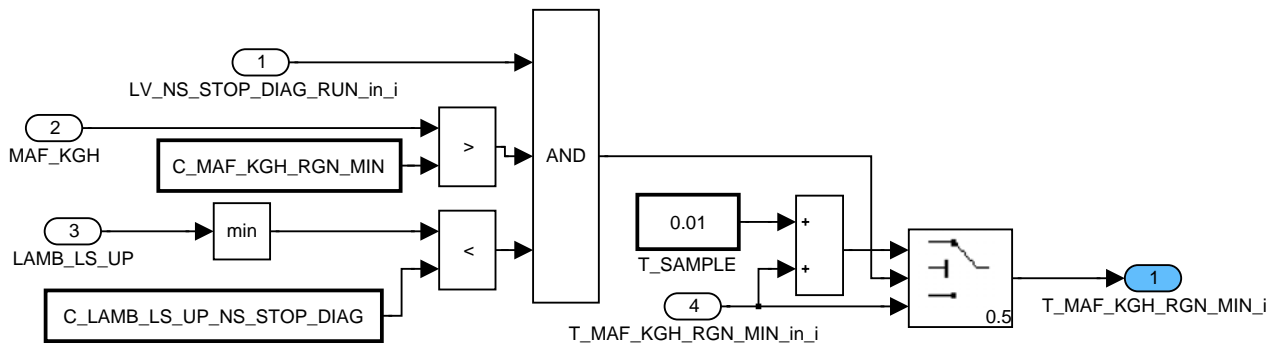 1
LV_NS_STOP_DIAG_RUN_in_i
2
MAF_KGH
>
C_MAF_KGH_RGN_MIN
AND
3
LAMB_LS_UP
min
<
C_LAMB_LS_UP_NS_STOP_DIAG
0.01
T_SAMPLE
+
+
4
T_MAF_KGH_RGN_MIN_in_i
0.5
1
T_MAF_KGH_RGN_MIN_i